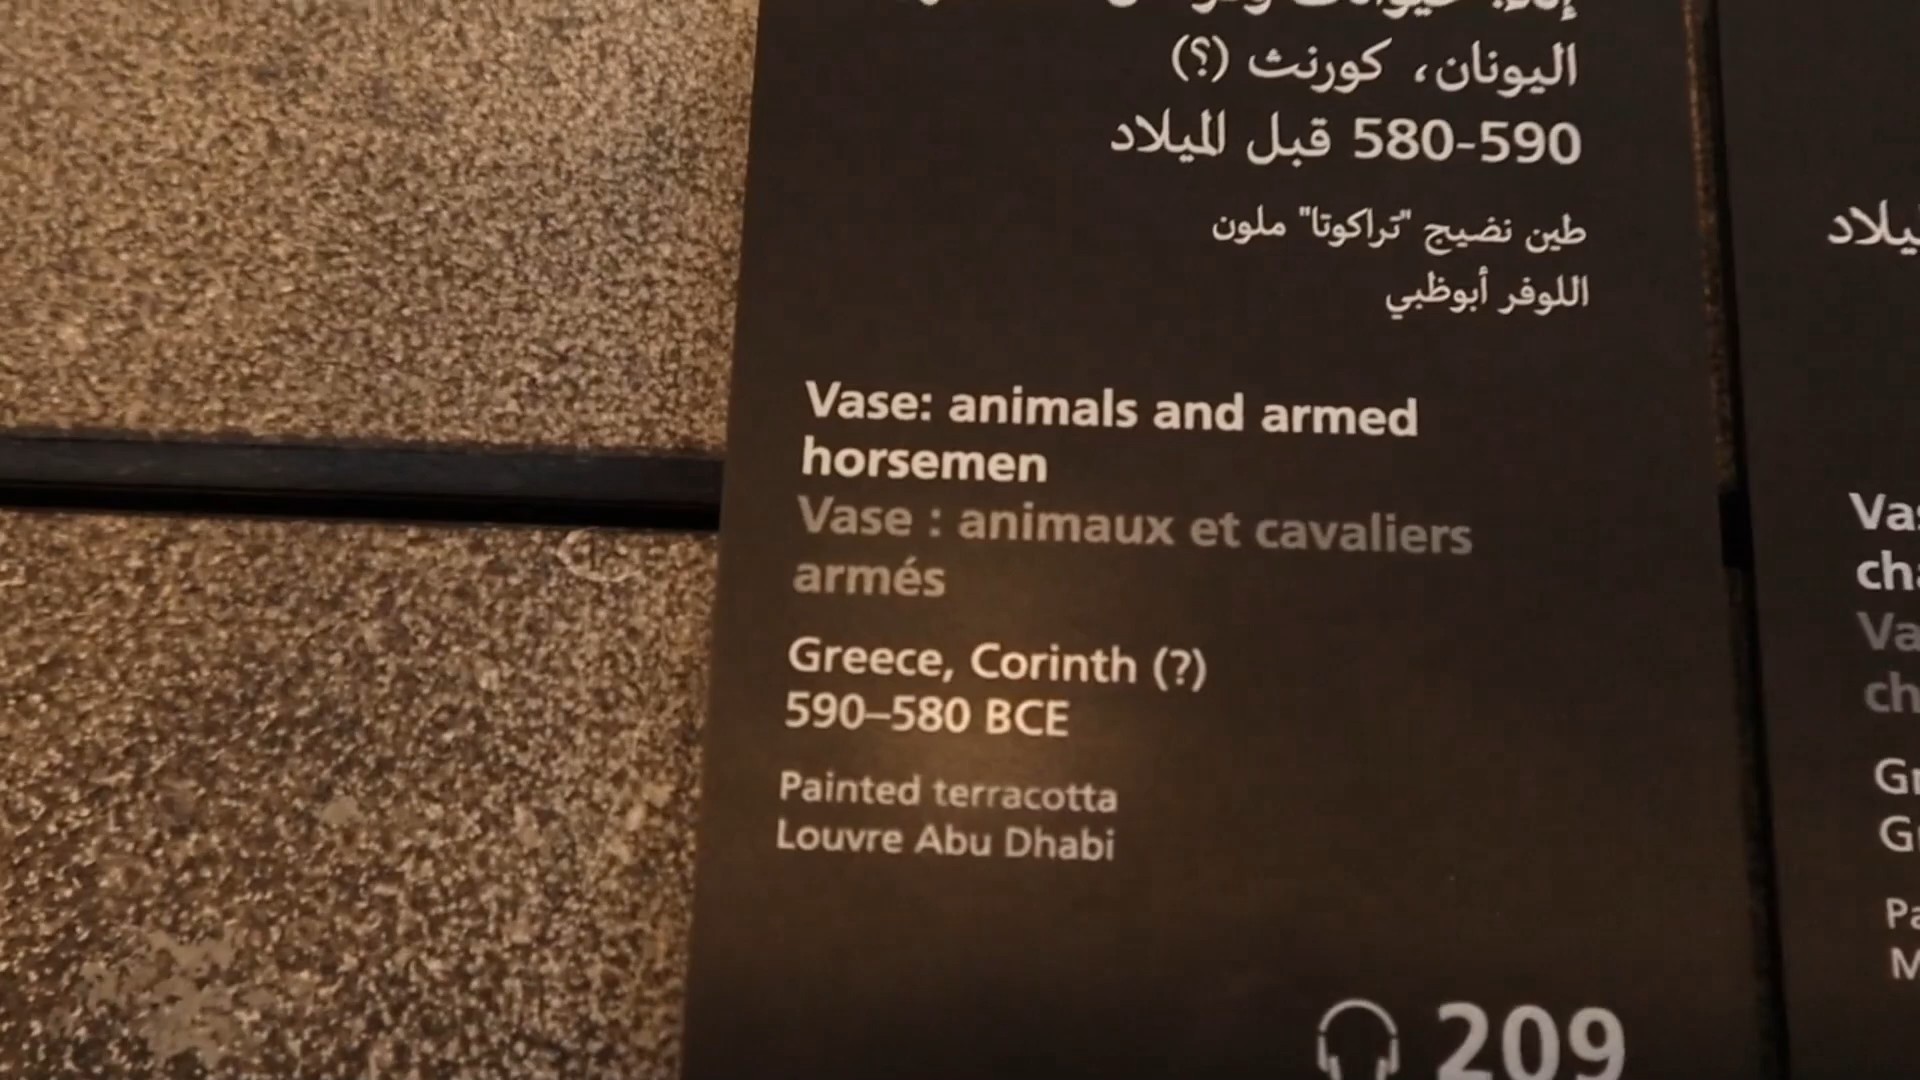 اليونان، كورنث (؟)
580-590 قبل الميلاد
طين نضيج "تراكوتا" ملون
اللوفر أبوظبي
Vase: animals and armed
horsemen
Vase : animaux et cavaliers
armés
Greece, Corinth (?)
590–580 BCE
Painted terracotta
Louvre Abu Dhabi
209